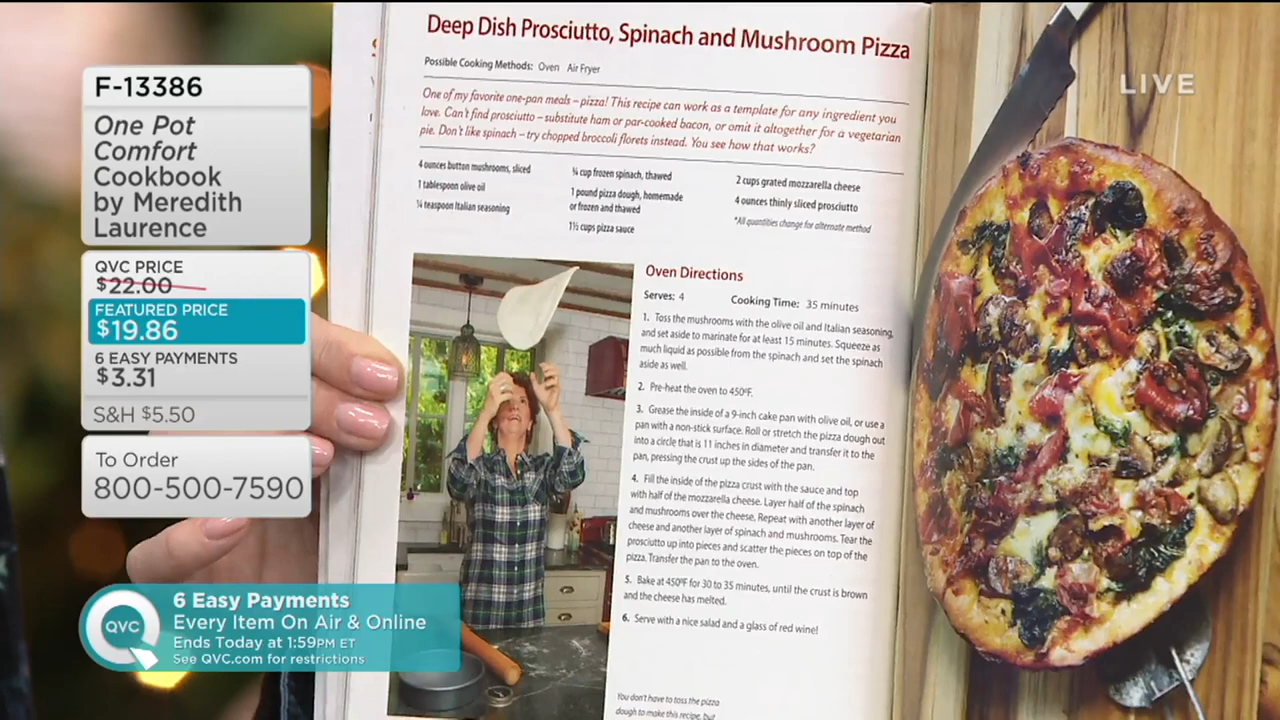 F-13386
One Pot
Comfort
Cookbook
by Meredith
Laurence
QVC PRICE
$22.00
FEATURED PRICE
$19.86
6 EASY PAYMENTS
$3.31
S&H $5.50
To Order
800-500-7590
QVC
6 Easy Payments
Every Item On Air & Online
Ends Today at 1:59PM ET
See QVC.com for restrictions
LIVE
Deep Dish Prosciutto, Spinach and Mushroom Pizza
Possible Cooking Methods: Oven Air Fryer
One of my favorite one-pan meals – pizza! This recipe can work as a template for any ingredient you
love. Can't find prosciutto – substitute ham or par-cooked bacon, or omit it altogether for a vegetarian
pie. Don't like spinach – try chopped broccoli florets instead. You see how that works?
4 ounces button mushrooms, sliced
1 tablespoon olive oil
¼ teaspoon Italian seasoning
¾ cup frozen spinach, thawed
1 pound pizza dough, homemade
or frozen and thawed
1½ cups pizza sauce
2 cups grated mozzarella cheese
4 ounces thinly sliced prosciutto
*All quantities change for alternate method
Oven Directions
Serves: 4 Cooking Time: 35 minutes
1. Toss the mushrooms with the olive oil and Italian seasoning,
and set aside to marinate for at least 15 minutes. Squeeze as
much liquid as possible from the spinach and set the spinach
aside as well.
2. Pre-heat the oven to 450ºF.
3. Grease the inside of a 9-inch cake pan with olive oil, or use a
pan with a non-stick surface. Roll or stretch the pizza dough out
into a circle that is 11 inches in diameter and transfer it to the
pan, pressing the crust up the sides of the pan.
4. Fill the inside of the pizza crust with the sauce and top
with half of the mozzarella cheese. Layer half of the spinach
and mushrooms over the cheese. Repeat with another layer of
cheese and another layer of spinach and mushrooms. Tear the
prosciutto up into pieces and scatter the pieces on top of the
pizza. Transfer the pan to the oven.
5. Bake at 450ºF for 30 to 35 minutes, until the crust is brown
and the cheese has melted.
6. Serve with a nice salad and a glass of red wine!
You don't have to toss the pizza
dough to make this recipe, but